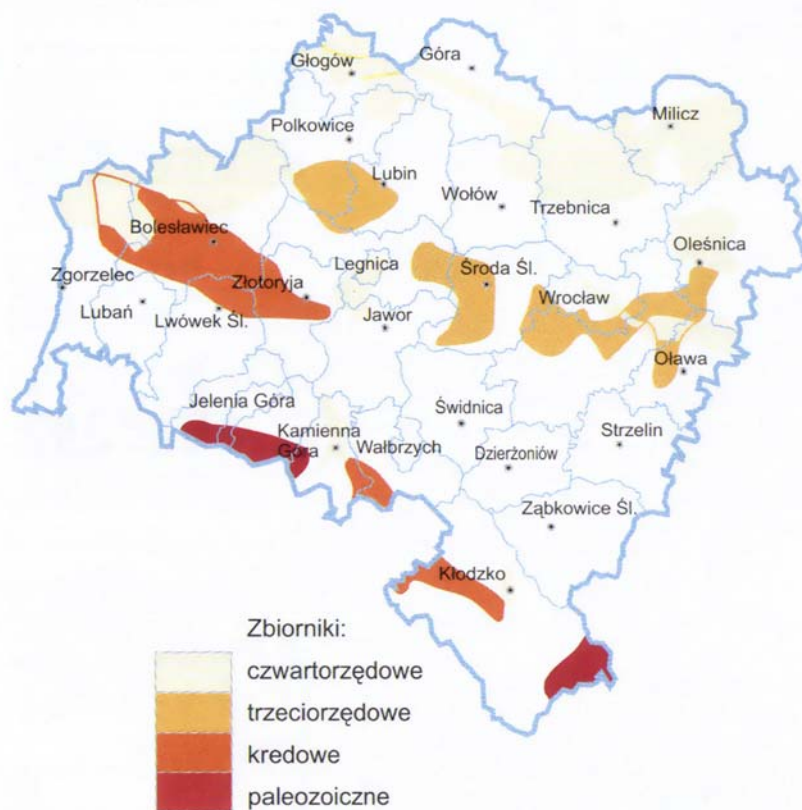 Głogów
Góra
Milicz
Polkowice
Lubin
Wołów
Trzebnica
Bolesławiec
Oleśnica
Zgorzelec
Złotoryja
Legnica
Środa Śl.
Wrocław
Lubań
Lwówek Śl.
Jawor
Oława
Jelenia Góra
Świdnica
Kamienna
Góra
Wałbrzych
Strzelin
Dzierżoniów
Ząbkowice Śl.
Kłodzko
Zbiorniki:
czwartorzędowe
trzeciorzędowe
kredowe
paleozoiczne